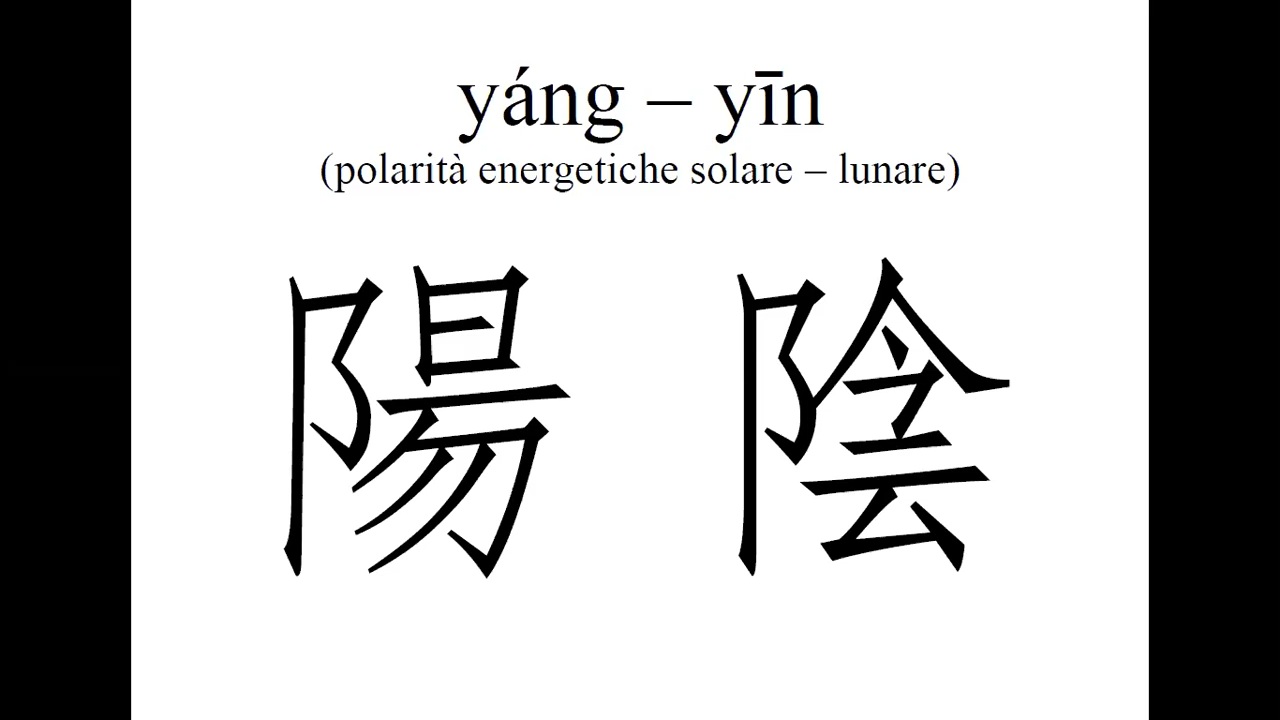 yáng – yīn
(polarità energetiche solare – lunare)
陽 陰